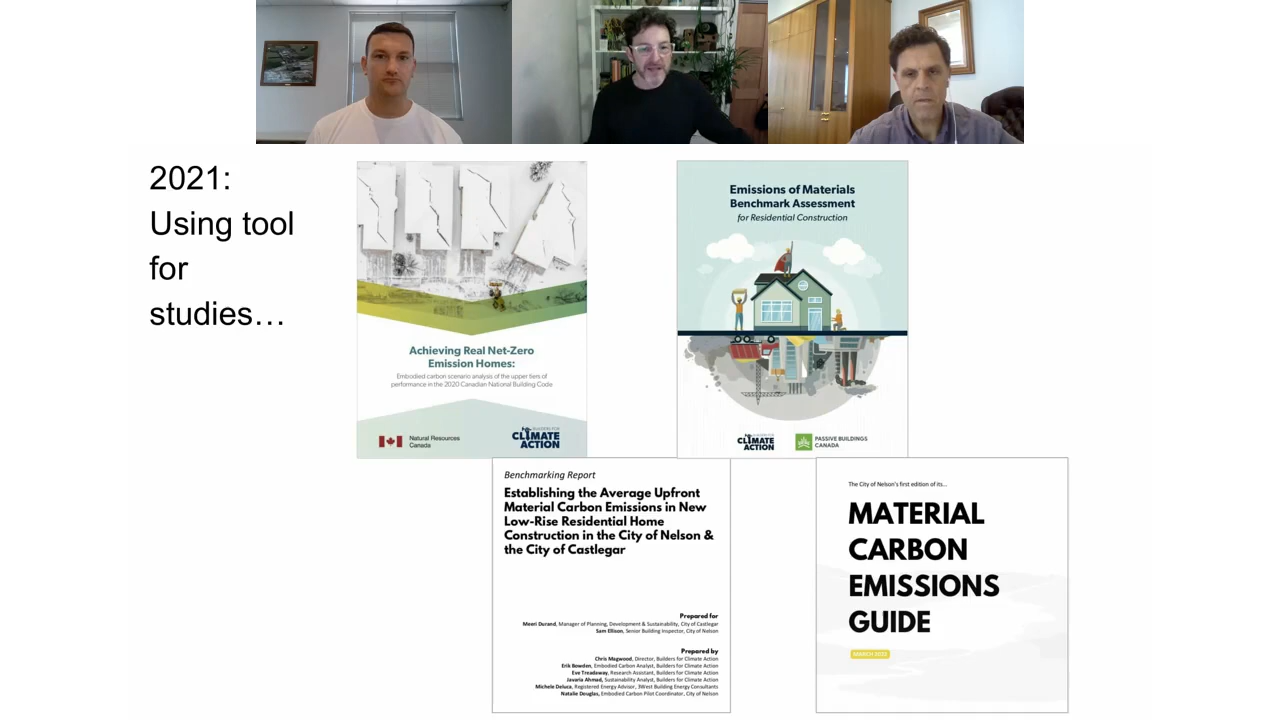 2021:
Using tool
for
studies…
Achieving Real Net-Zero
Emission Homes:
Embodied carbon scenario analysis of the upper tiers of
performance in the 2020 Canadian National Building Code
Natural Resources
Canada
BUILDERS FOR
CLIMATE
ACTION
Emissions of Materials
Benchmark Assessment
for Residential Construction
BUILDERS FOR
CLIMATE
ACTION
PASSIVE BUILDINGS
CANADA
Benchmarking Report
Establishing the Average Upfront
Material Carbon Emissions in New
Low-Rise Residential Home
Construction in the City of Nelson &
the City of Castlegar
Prepared for
Meeri Durand, Manager of Planning, Development & Sustainability, City of Castlegar
Sam Ellison, Senior Building Inspector, City of Nelson
Prepared by
Chris Magwood, Director, Builders for Climate Action
Erik Bowden, Embodied Carbon Analyst, Builders for Climate Action
Eve Treadaway, Research Assistant, Builders for Climate Action
Javaria Ahmad, Sustainability Analyst, Builders for Climate Action
Michele Deluca, Registered Energy Advisor, 3West Building Energy Consultants
Natalie Douglas, Embodied Carbon Pilot Coordinator, City of Nelson
The City of Nelson's first edition of its...
MATERIAL
CARBON
EMISSIONS
GUIDE
MARCH 2022